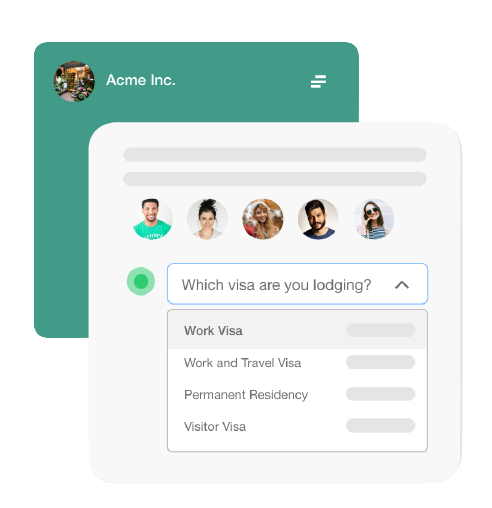 Acme Inc.
Which visa are you lodging?
Work Visa
Work and Travel Visa
Permanent Residency
Visitor Visa